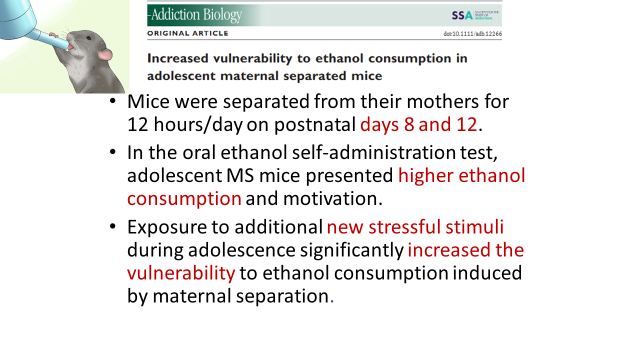 -Addiction Biology
SSA
ORIGINAL ARTICLE
doi:10.1111/adb.12266
Increased vulnerability to ethanol consumption in
adolescent maternal separated mice
• Mice were separated from their mothers for
12 hours/day on postnatal days 8 and 12.
• In the oral ethanol self-administration test,
adolescent MS mice presented higher ethanol
consumption and motivation.
• Exposure to additional new stressful stimuli
during adolescence significantly increased the
vulnerability to ethanol consumption induced
by maternal separation.